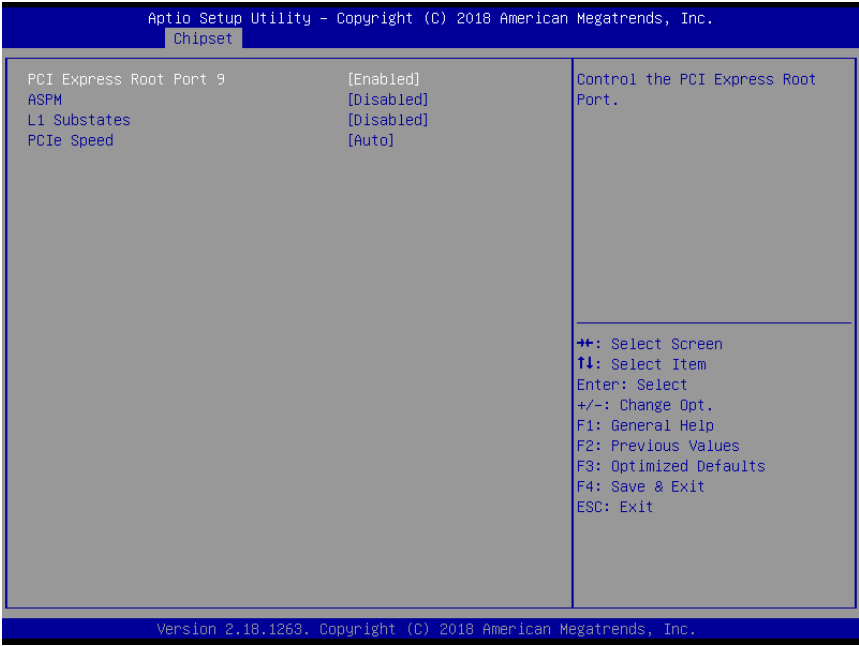 Aptio Setup Utility – Copyright (C) 2018 American Megatrends, Inc.
Chipset
PCI Express Root Port 9 [Enabled]
ASPM [Disabled]
L1 Substates [Disabled]
PCIe Speed [Auto]
Control the PCI Express Root
Port.
→←: Select Screen
↑↓: Select Item
Enter: Select
+/-: Change Opt.
F1: General Help
F2: Previous Values
F3: Optimized Defaults
F4: Save & Exit
ESC: Exit
Version 2.18.1263. Copyright (C) 2018 American Megatrends, Inc.